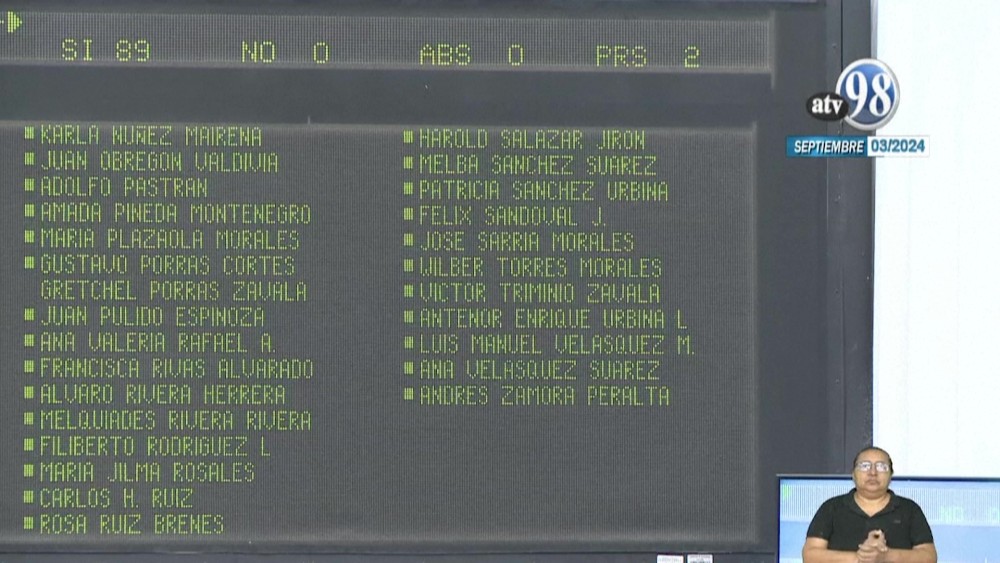 SI 89 NO 0 ABS 0 PRS 2
atv 98
SEPTIEMBRE 03/2024
KARLA NUÑEZ MAIRENA
JUAN OBREGON VALDIVIA
ADOLFO PASTRAN
AMADA PINEDA MONTENEGRO
MARIA PLAZAOLA MORALES
GUSTAVO PORRAS CORTES
GRETCHEL PORRAS ZAVALA
JUAN PULIDO ESPINOZA
ANA VALERIA RAFAEL A.
FRANCISCA RIVAS ALVARADO
ALVARO RIVERA HERRERA
MELQUIADES RIVERA RIVERA
FILIBERTO RODRIGUEZ L
MARIA JILMA ROSALES
CARLOS H. RUIZ
ROSA RUIZ BRENES
HAROLD SALAZAR JIRON
MELBA SANCHEZ SUAREZ
PATRICIA SANCHEZ URBINA
FELIX SANDOVAL J.
JOSE SARRIA MORALES
WILBER TORRES MORALES
VICTOR TRIMINIO ZAVALA
ANTENOR ENRIQUE URBINA L
LUIS MANUEL VELASQUEZ M.
ANA VELASQUEZ SUAREZ
ANDRES ZAMORA PERALTA
NO